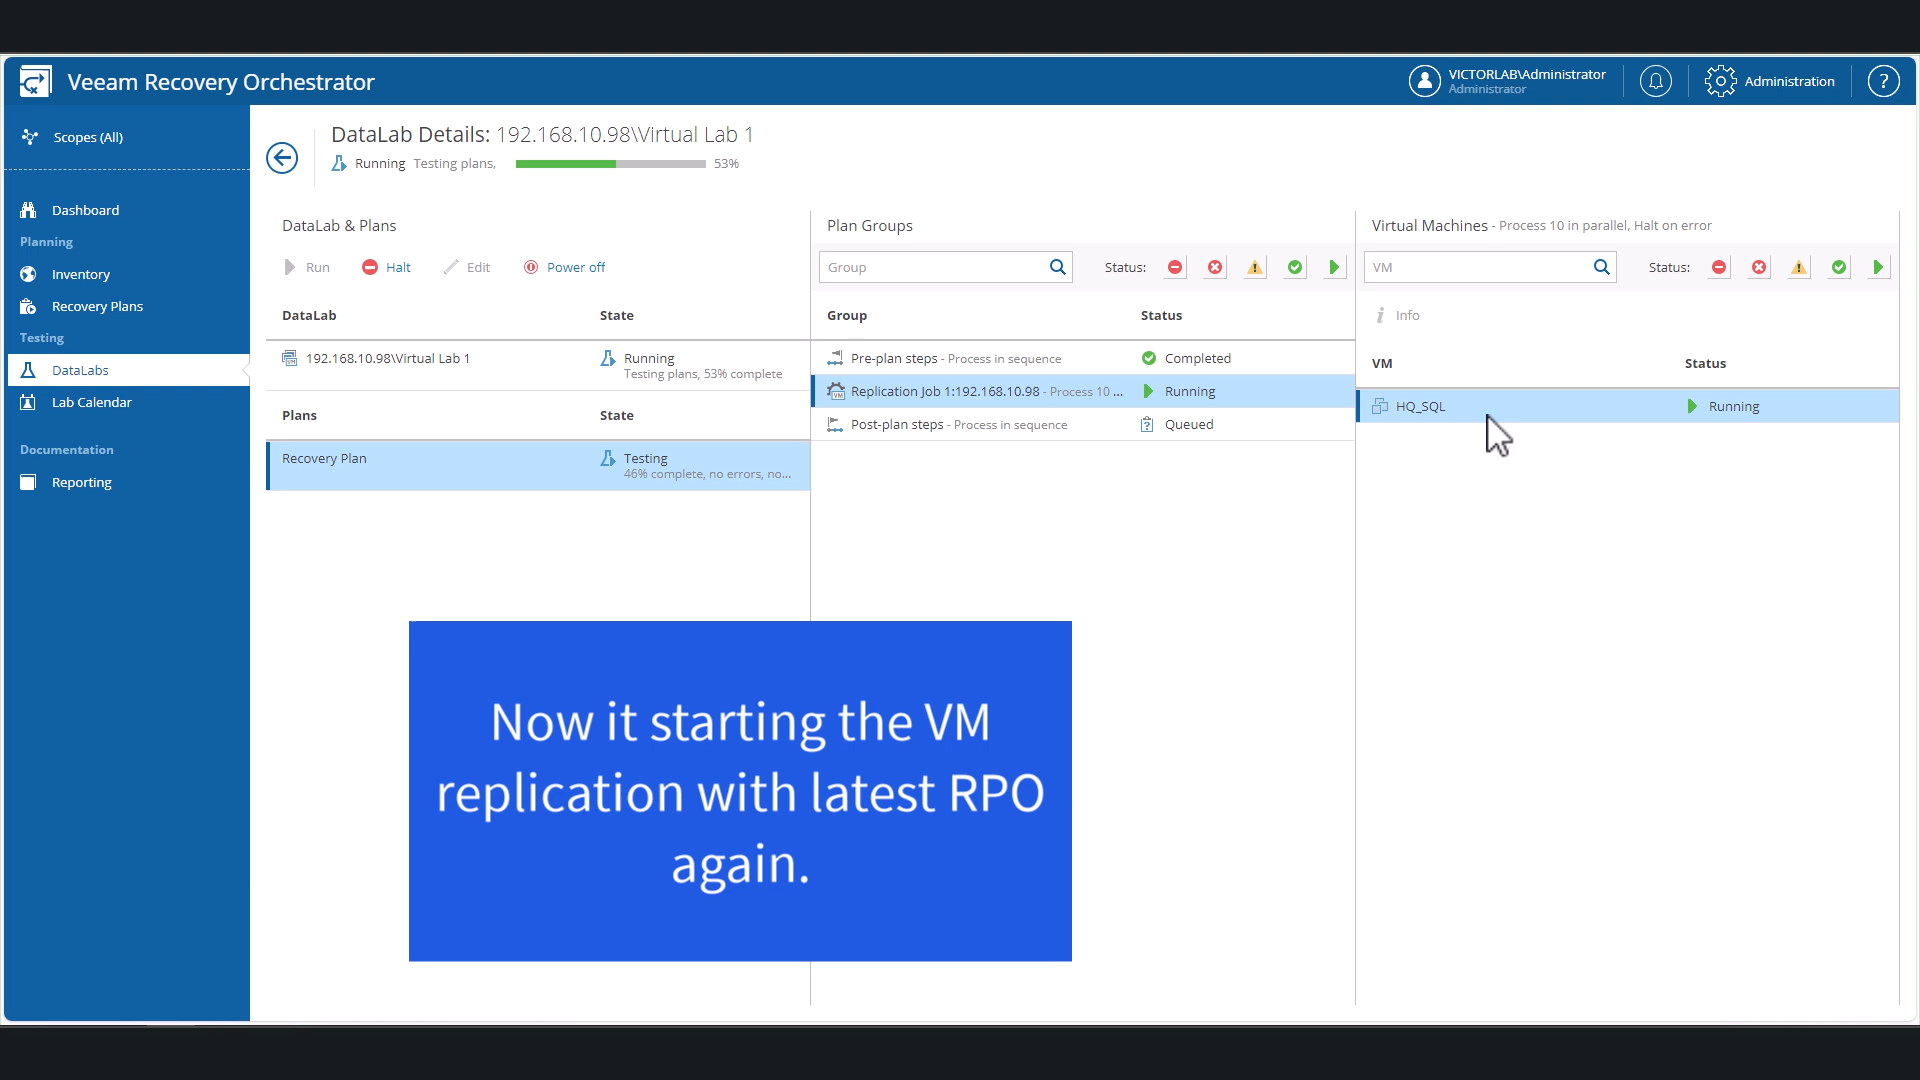 Veeam Recovery Orchestrator
VICTORLAB\Administrator
Administrator
Administration
?
Scopes (All)
Dashboard
Planning
Inventory
Recovery Plans
Testing
DataLabs
Lab Calendar
Documentation
Reporting
DataLab Details: 192.168.10.98\Virtual Lab 1
Running Testing plans, 53%
DataLab & Plans
Run Halt Edit Power off
DataLab State
192.168.10.98\Virtual Lab 1 Running
Testing plans, 53% complete
Plans State
Recovery Plan Testing
46% complete, no errors, no...
Plan Groups
Group Status:
Group Status
Pre-plan steps - Process in sequence Completed
Replication Job 1:192.168.10.98 - Process 10 ... Running
Post-plan steps - Process in sequence Queued
Virtual Machines - Process 10 in parallel, Halt on error
VM Status:
Info
VM Status
HQ_SQL Running
Now it starting the VM
replication with latest RPO
again.